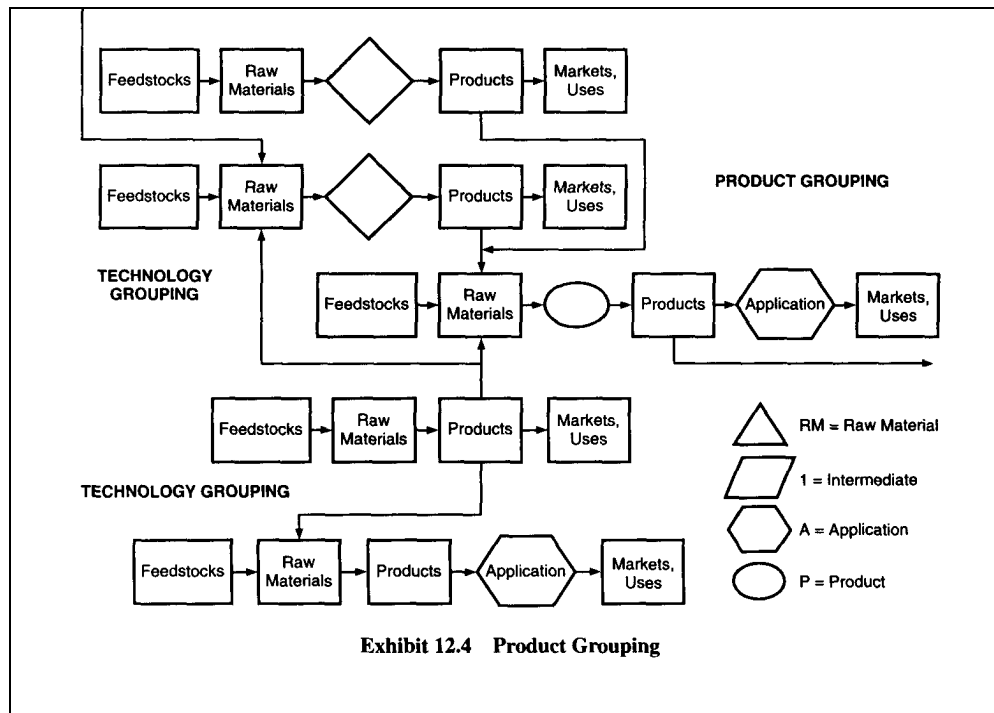 Feedstocks
Raw
Materials
Products
Markets,
Uses
Feedstocks
Raw
Materials
Products
Markets,
Uses
PRODUCT GROUPING
TECHNOLOGY
GROUPING
Feedstocks
Raw
Materials
Products
Application
Markets,
Uses
Feedstocks
Raw
Materials
Products
Markets,
Uses
RM = Raw Material
1 = Intermediate
A = Application
P = Product
TECHNOLOGY GROUPING
Feedstocks
Raw
Materials
Products
Application
Markets,
Uses
Exhibit 12.4 Product Grouping